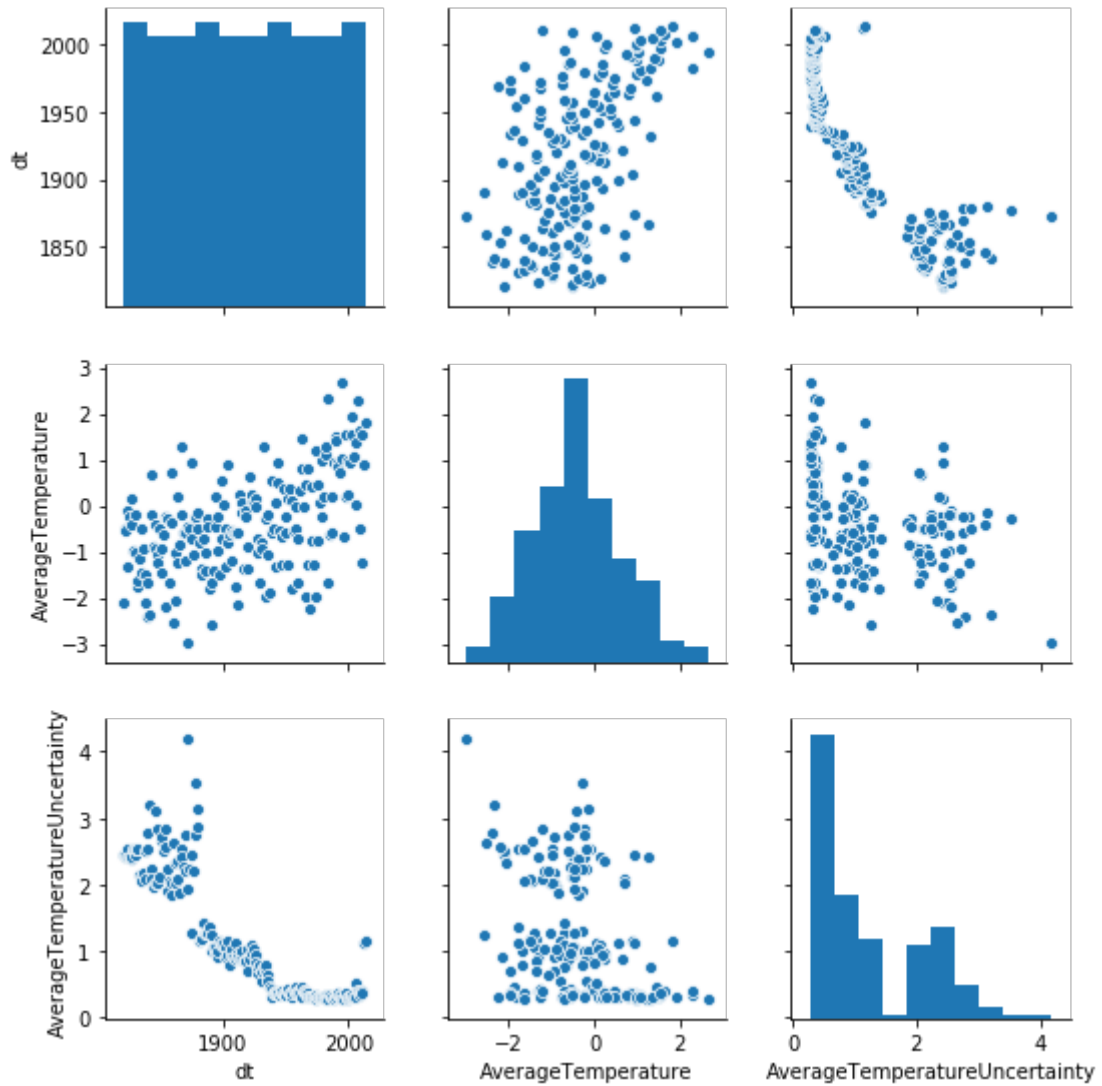 2000
1950
1900
1850
dt
3
2
1
0
−1
−2
−3
AverageTemperature
4
3
2
1
0
AverageTemperatureUncertainty
1900 2000
dt
−2 0 2
AverageTemperature
0 2 4
AverageTemperatureUncertainty